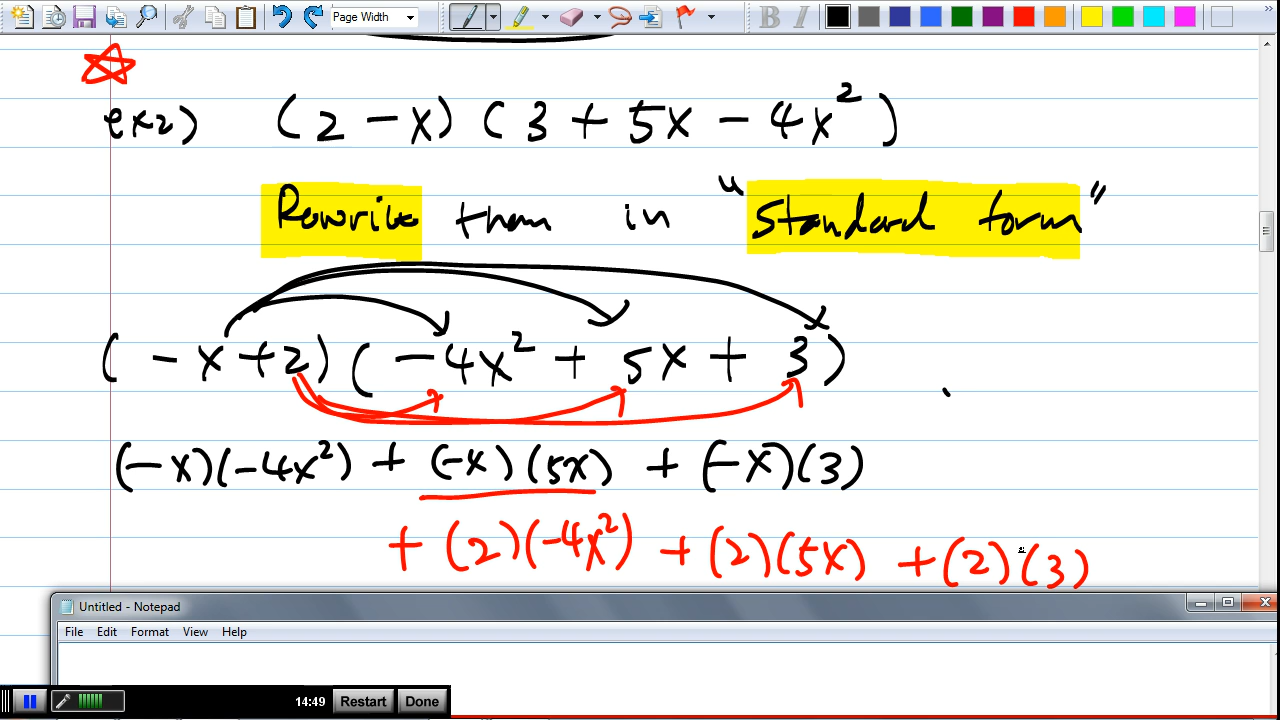 Page Width
ex2) (2 - x) (3 + 5x - 4x²)
Rewrite them in "Standard form"
(- x + 2) (-4x² + 5x + 3)
(-x)(-4x²) + (-x)(5x) + (-x)(3)
+ (2)(-4x²) + (2)(5x) + (2)(3)
Untitled - Notepad
File Edit Format View Help
14:49 Restart Done